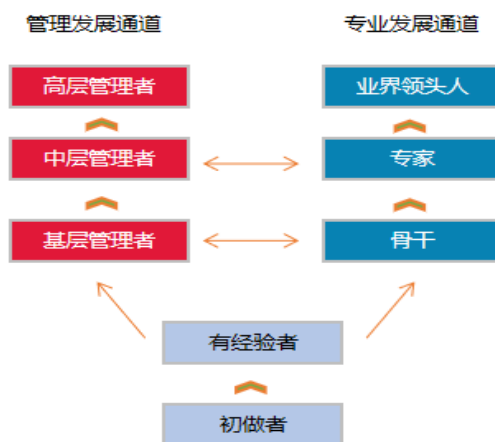 管理发展通道 专业发展通道
高层管理者 业界领头人
中层管理者 专家
基层管理者 骨干
有经验者
初做者